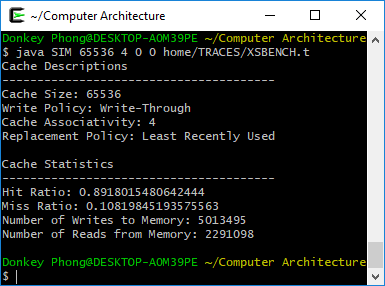 ~/Computer Architecture
Donkey Phong@DESKTOP-AOM39PE ~/Computer Architecture
$ java SIM 65536 4 0 0 home/TRACES/XSBENCH.t
Cache Descriptions
---------------------------------------
Cache Size: 65536
Write Policy: Write-Through
Cache Associativity: 4
Replacement Policy: Least Recently Used
Cache Statistics
---------------------------------------
Hit Ratio: 0.8918015480642444
Miss Ratio: 0.10819845193575563
Number of Writes to Memory: 5013495
Number of Reads from Memory: 2291098
Donkey Phong@DESKTOP-AOM39PE ~/Computer Architecture
$